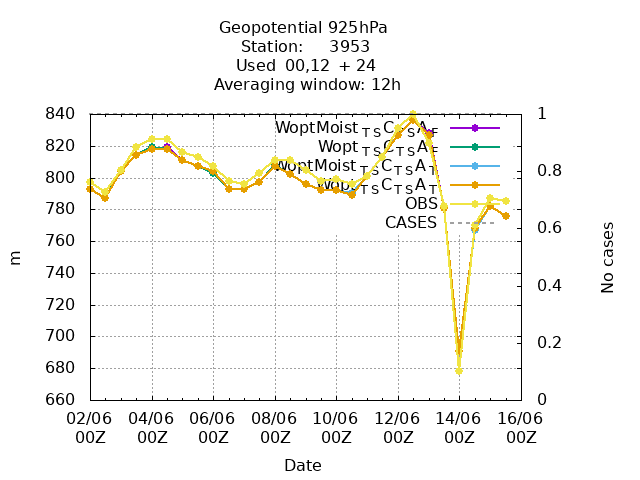 Geopotential 925hPa
Station: 3953
Used 00,12 + 24
Averaging window: 12h
840
820
800
780
760
740
720
700
680
660
m
1
0.8
0.6
0.4
0.2
0
No cases
WoptMoist T S C T S A F
Wopt T S C T S A F
WoptMoist T S C T S A T
Wopt T S C T S A T
OBS
CASES
02/06 04/06 06/06 08/06 10/06 12/06 14/06 16/06
00Z 00Z 00Z 00Z 00Z 00Z 00Z 00Z
Date